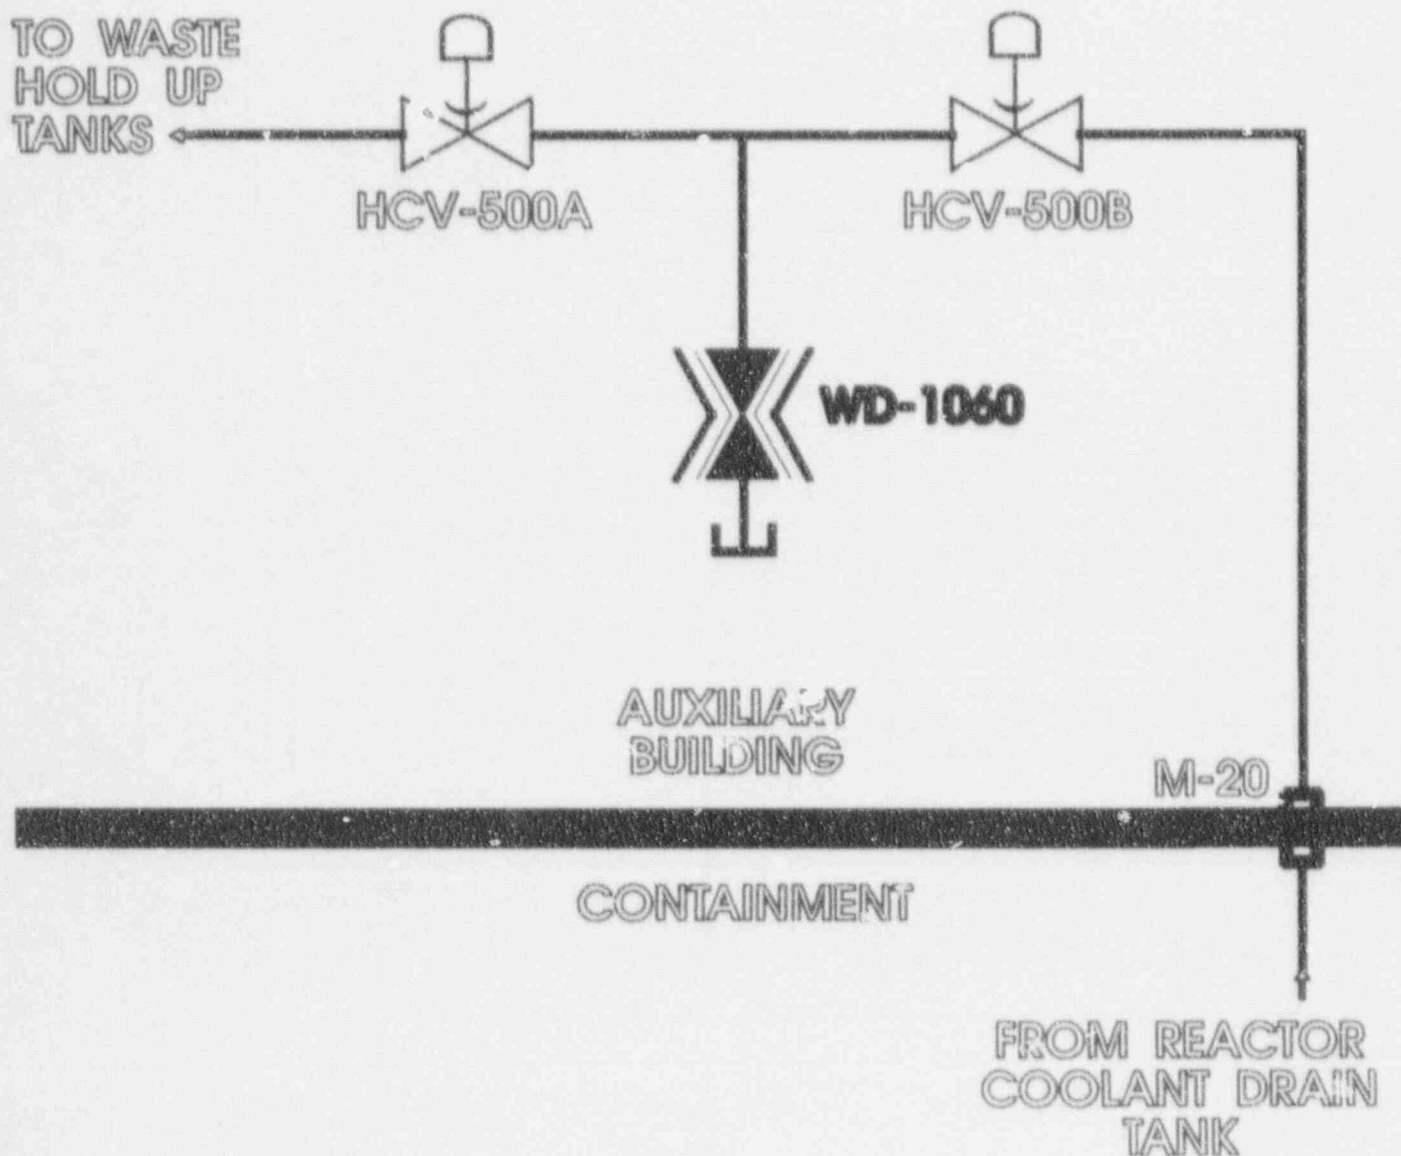 TO WASTE
HOLD UP
TANKS
HCV-500A
HCV-500B
WD-1060
AUXILIARY
BUILDING
M-20
CONTAINMENT
FROM REACTOR
COOLANT DRAIN
TANK